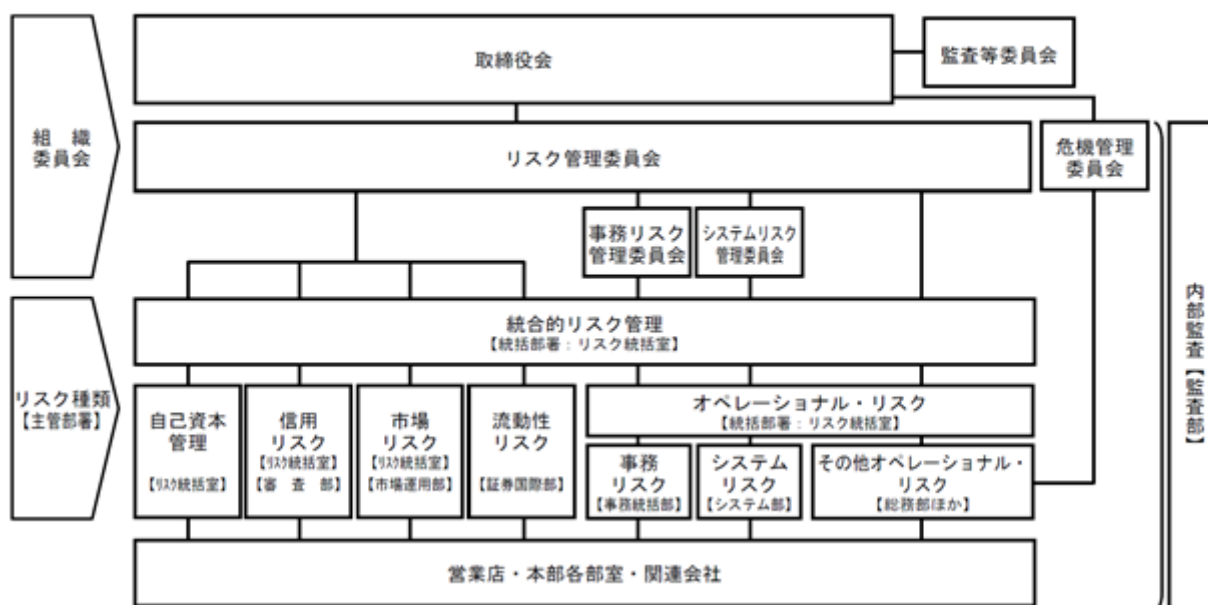 取締役会
監査等委員会
組　織
委員会
リスク管理委員会
危機管理
委員会
事務リスク
管理委員会
システムリスク
管理委員会
統合的リスク管理
【統括部署：リスク統括室】
リスク種類
【主管部署】
自己資本
管理
【リスク統括室】
信用
リスク
【リスク統括室】
【審　査　部】
市場
リスク
【リスク統括室】
【市場運用部】
流動性
リスク
【証券国際部】
オペレーショナル・リスク
【統括部署：リスク統括室】
事務
リスク
【事務統括部】
システム
リスク
【システム部】
その他オペレーショナル・
リスク
【総務部ほか】
営業店・本部各部室・関連会社
内部監査【監査部】